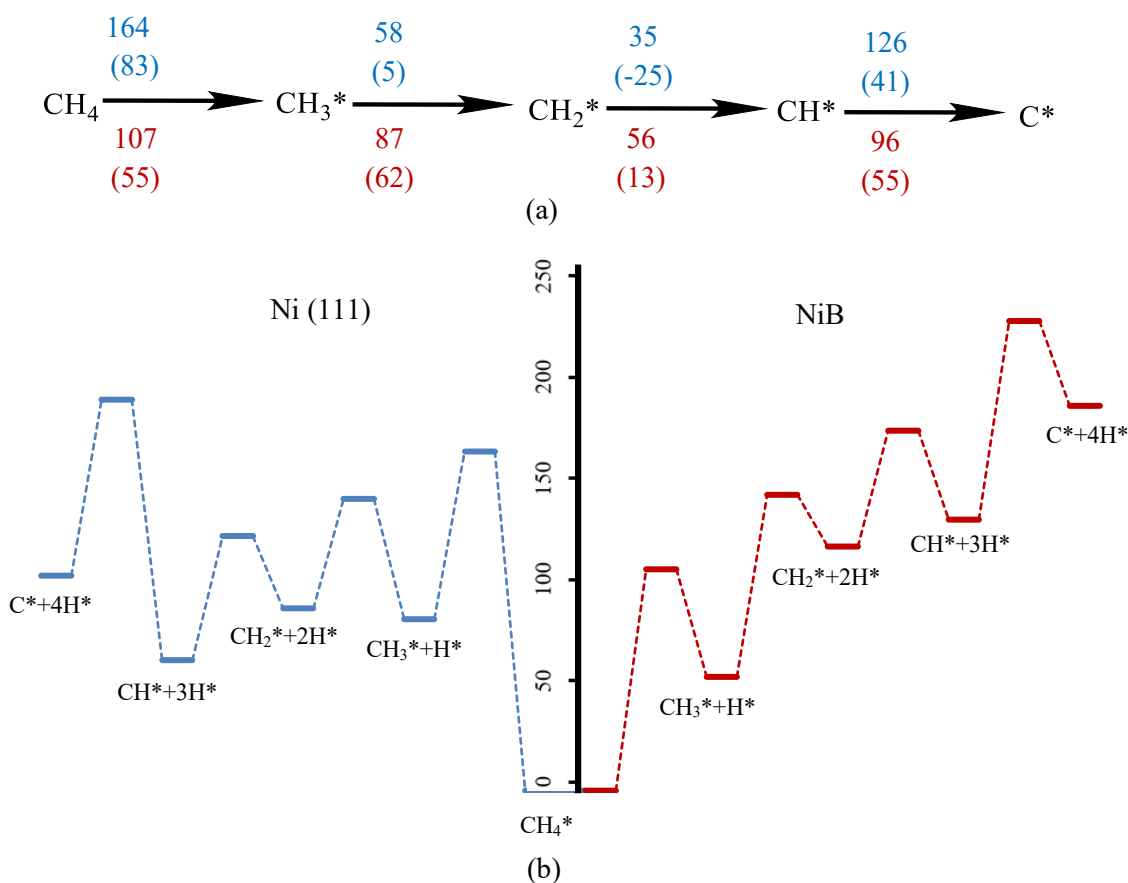 164 58 35 126
(83) (5) (-25) (41)
CH₄ CH₃* CH₂* CH* C*
107 87 56 96
(55) (62) (13) (55)
(a)
250
200
150
100
50
0
Ni (111)
NiB
C*+4H*
CH*+3H*
CH₂*+2H*
CH₃*+H*
CH₄*
CH₃*+H*
CH₂*+2H*
CH*+3H*
C*+4H*
(b)